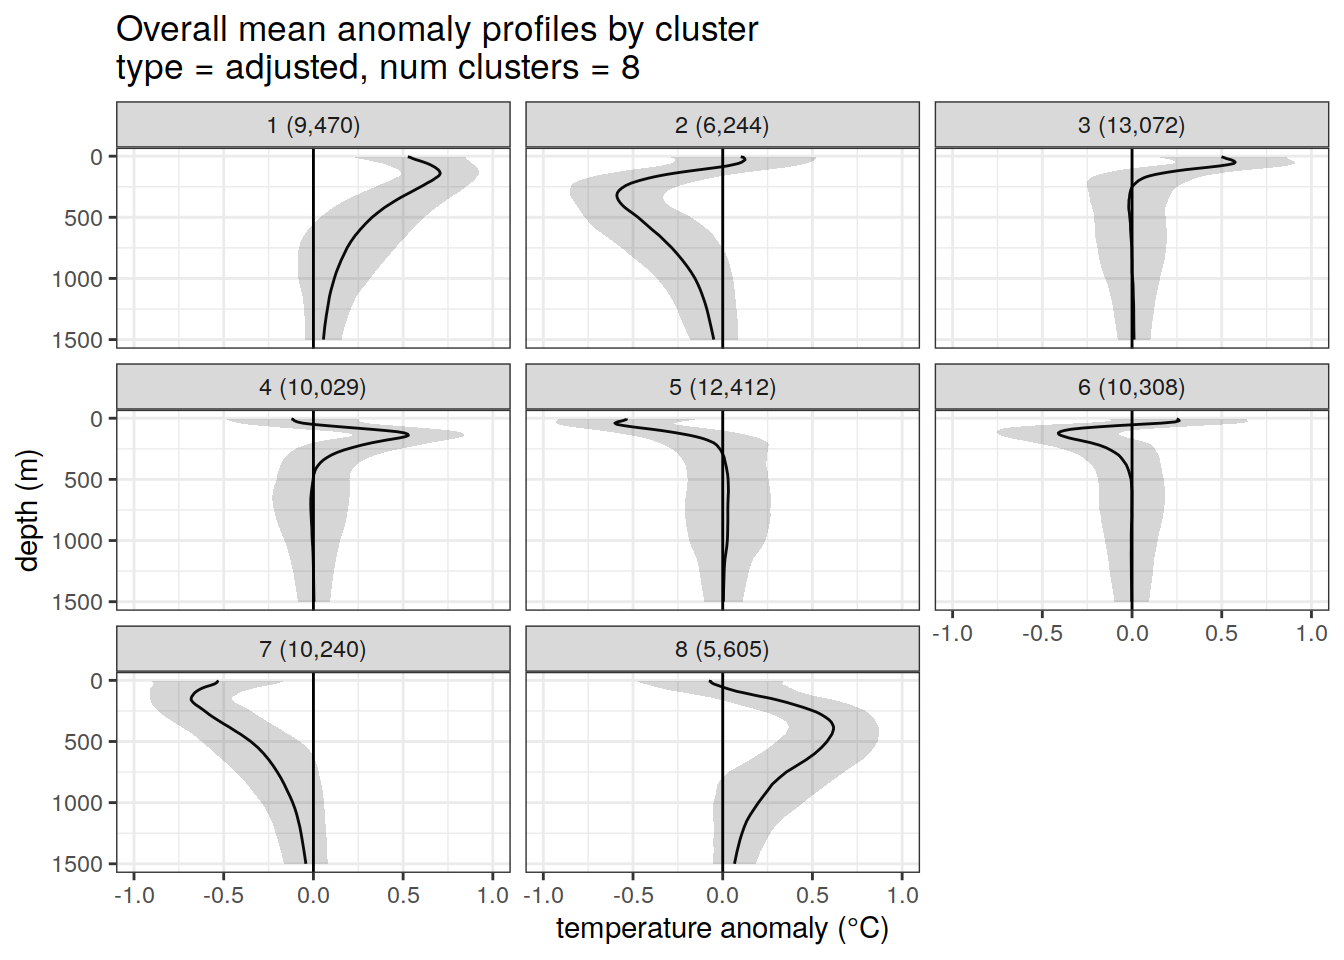 Overall mean anomaly profiles by cluster
type = adjusted, num clusters = 8
1 (9,470)
2 (6,244)
3 (13,072)
0
500
1000
1500
4 (10,029)
5 (12,412)
6 (10,308)
0
500
1000
1500
-1.0 -0.5 0.0 0.5 1.0
7 (10,240)
8 (5,605)
0
500
1000
1500
-1.0 -0.5 0.0 0.5 1.0
-1.0 -0.5 0.0 0.5 1.0
depth (m)
temperature anomaly (°C)